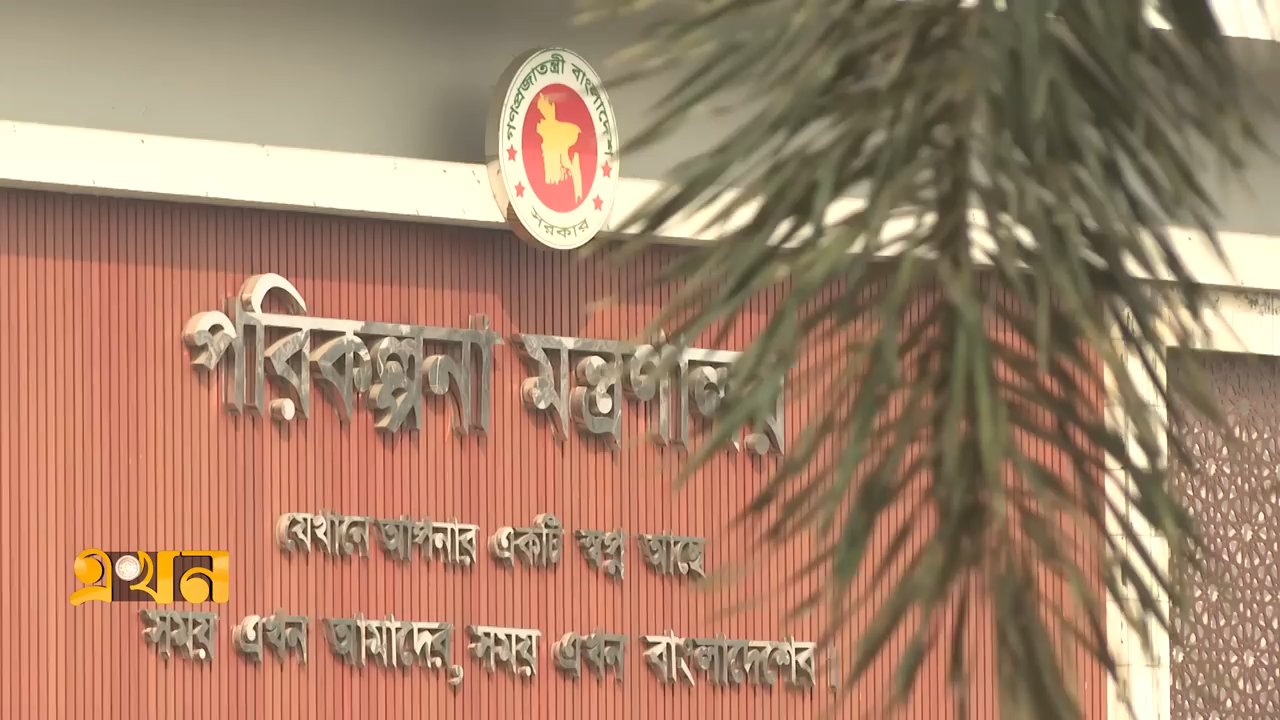 গণপ্রজাতন্ত্রী বাংলাদেশ
সরকার
পরিকল্পনা মন্ত্রণালয়
যেখানে আপনার একটি স্বপ্ন আছে
এখন
সময় এখন আমাদের, সময় এখন বাংলাদেশের।